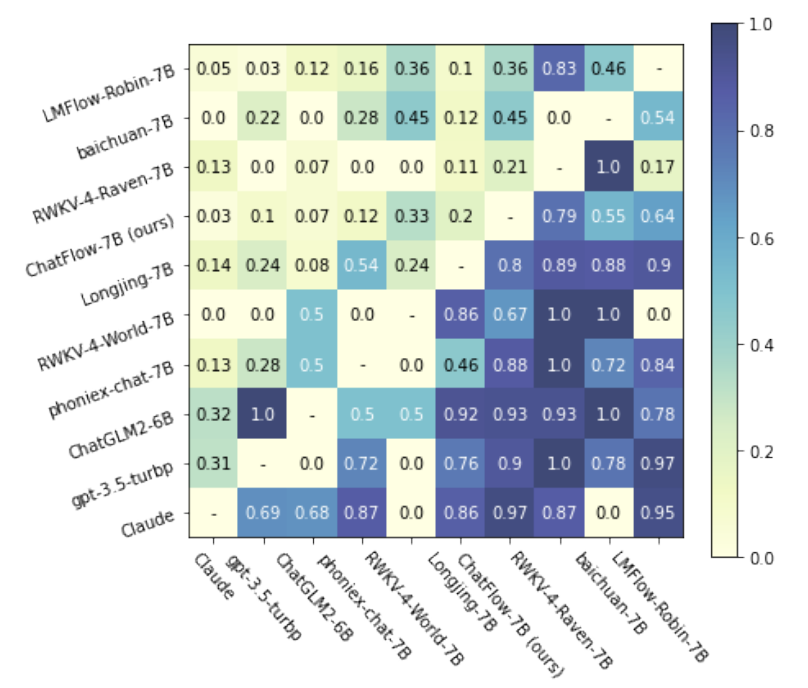 1.0
LMFlow-Robin-7B 0.05 0.03 0.12 0.16 0.36 0.1 0.36 0.83 0.46 -
baichuan-7B 0.0 0.22 0.0 0.28 0.45 0.12 0.45 0.0 - 0.54
0.8
RWKV-4-Raven-7B 0.13 0.0 0.07 0.0 0.0 0.11 0.21 - 1.0 0.17
ChatFlow-7B (ours) 0.03 0.1 0.07 0.12 0.33 0.2 - 0.79 0.55 0.64
0.6
Longjing-7B 0.14 0.24 0.08 0.54 0.24 - 0.8 0.89 0.88 0.9
RWKV-4-World-7B 0.0 0.0 0.5 0.0 - 0.86 0.67 1.0 1.0 0.0
0.4
phoniex-chat-7B 0.13 0.28 0.5 - 0.0 0.46 0.88 1.0 0.72 0.84
ChatGLM2-6B 0.32 1.0 - 0.5 0.5 0.92 0.93 0.93 1.0 0.78
0.2
gpt-3.5-turbp 0.31 - 0.0 0.72 0.0 0.76 0.9 1.0 0.78 0.97
Claude - 0.69 0.68 0.87 0.0 0.86 0.97 0.87 0.0 0.95
0.0
Claude
gpt-3.5-turbp
ChatGLM2-6B
phoniex-chat-7B
RWKV-4-World-7B
Longjing-7B
ChatFlow-7B (ours)
RWKV-4-Raven-7B
baichuan-7B
LMFlow-Robin-7B